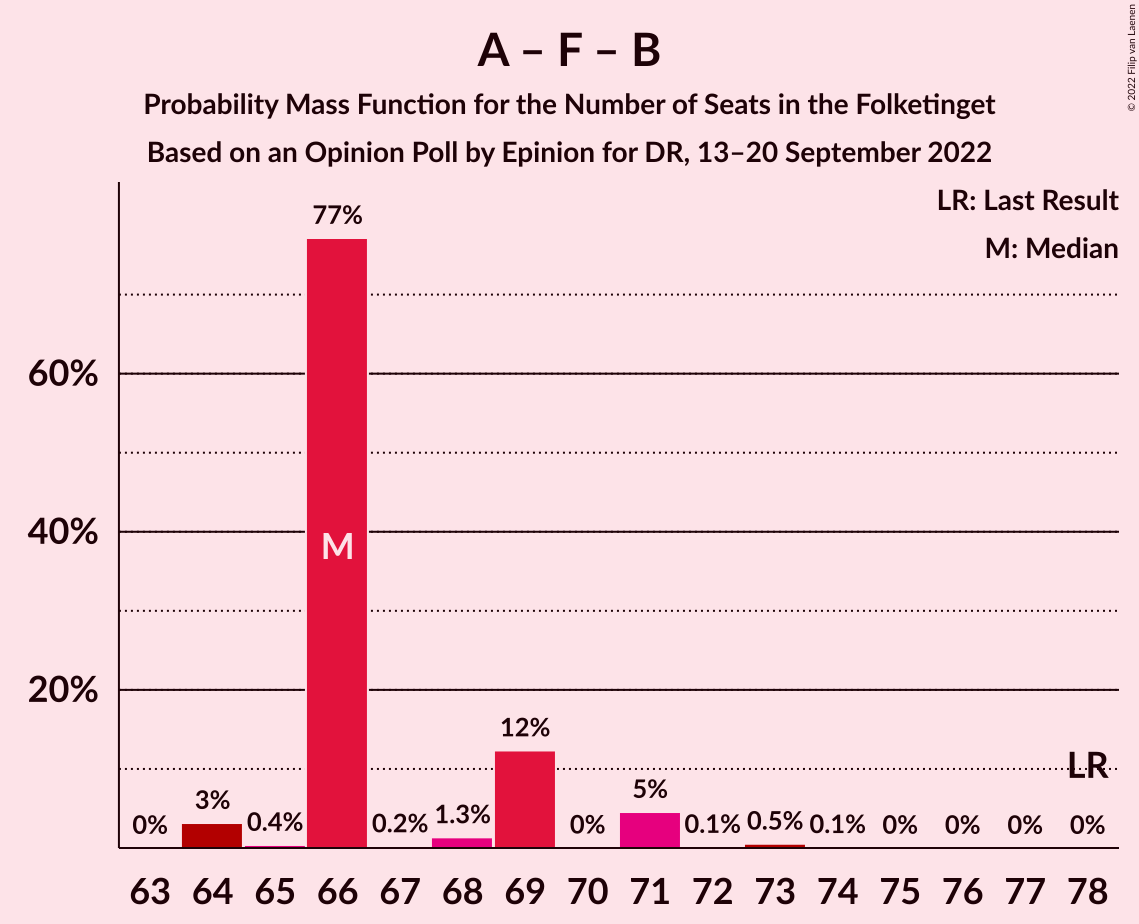 A – F – B
Probability Mass Function for the Number of Seats in the Folketinget
Based on an Opinion Poll by Epinion for DR, 13–20 September 2022
© 2022 Filip van Laenen
LR: Last Result
M: Median
77%
60%
M
40%
20%
12%
LR
0% 3% 0.4% 0.2% 1.3% 0% 5% 0.1% 0.5% 0.1% 0% 0% 0% 0%
63 64 65 66 67 68 69 70 71 72 73 74 75 76 77 78